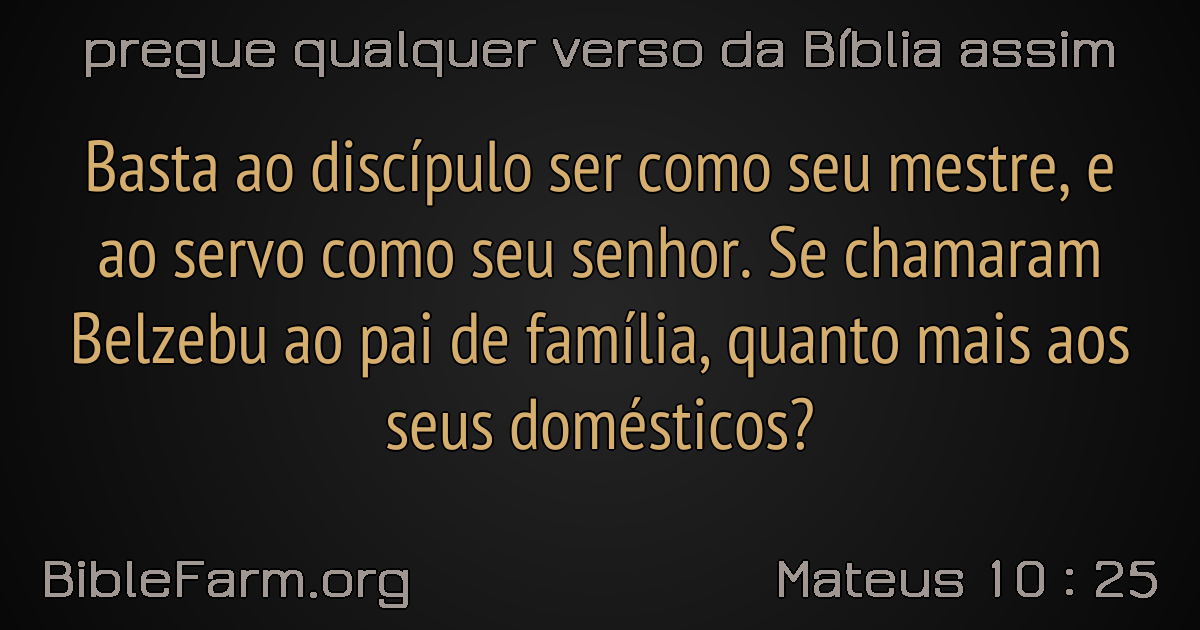 pregue qualquer verso da Bíblia assim
Basta ao discípulo ser como seu mestre, e
ao servo como seu senhor. Se chamaram
Belzebu ao pai de família, quanto mais aos
seus domésticos?
BibleFarm.org
Mateus 10 : 25